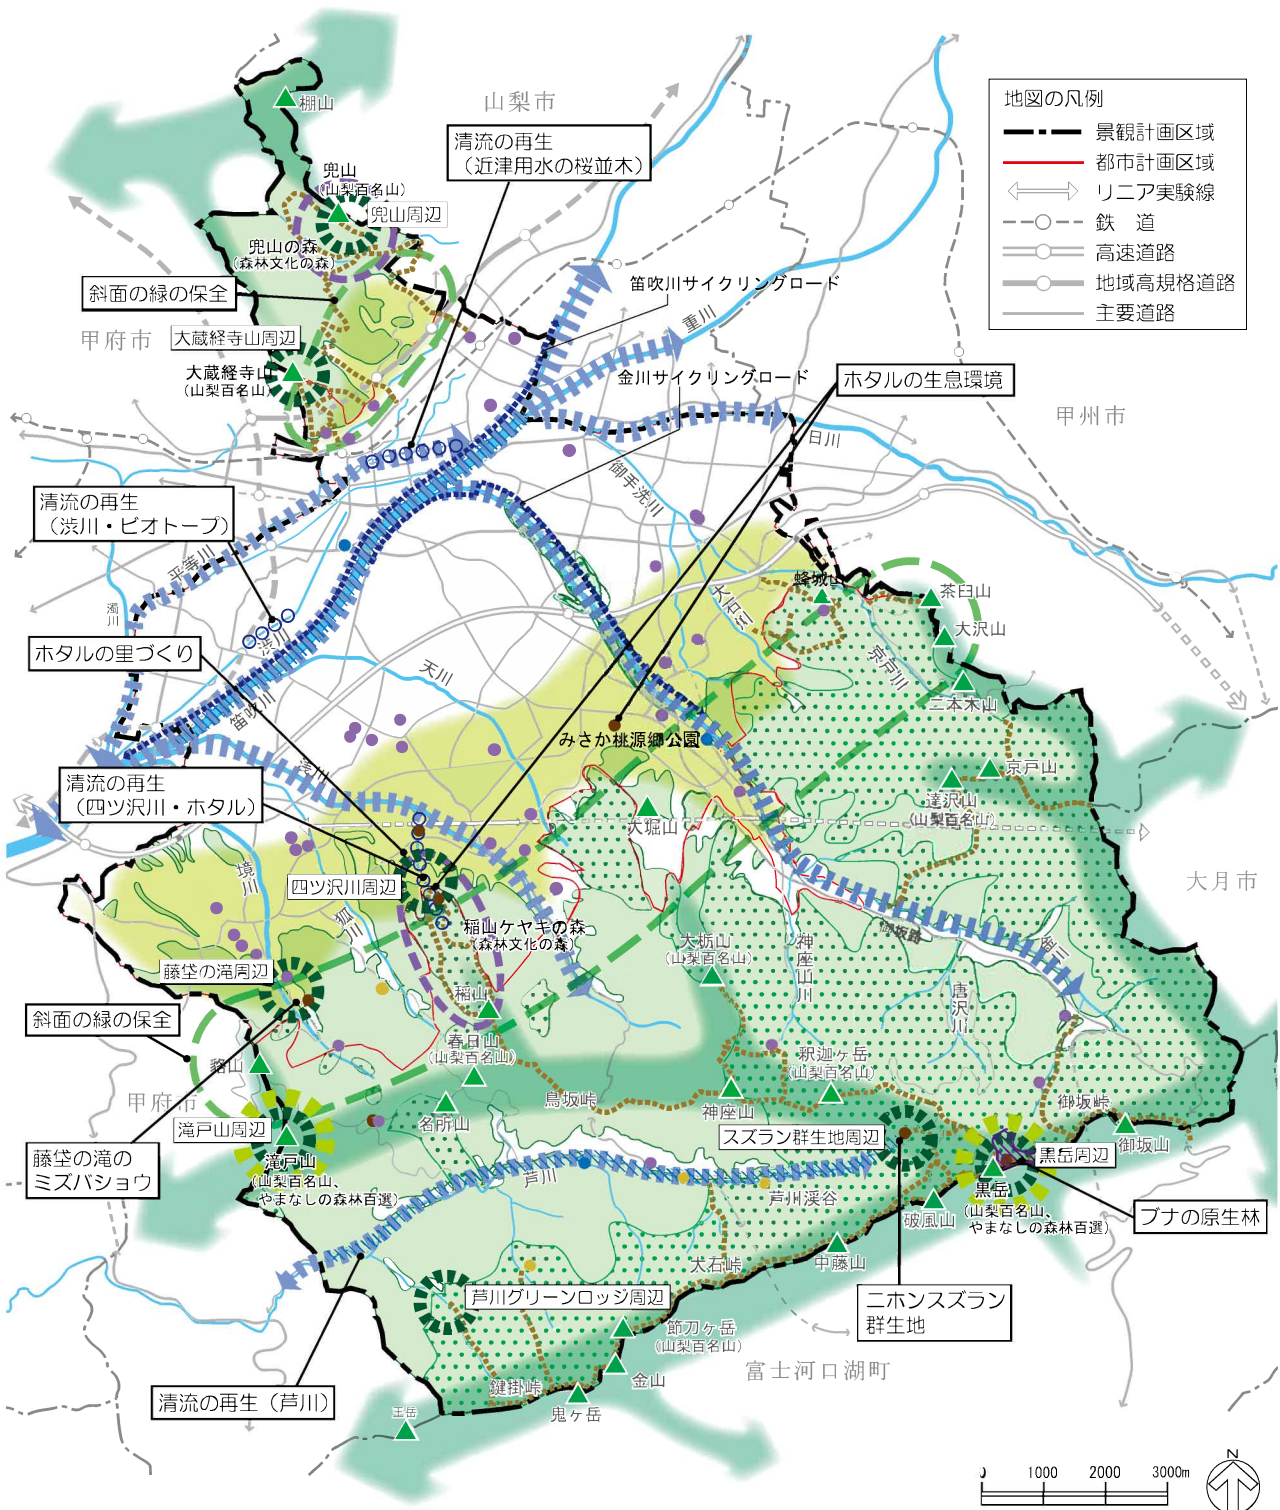 棚山
山梨市
地図の凡例
景観計画区域
都市計画区域
リニア実験線
鉄　道
高速道路
地域高規格道路
主要道路
清流の再生
（近津用水の桜並木）
兜山
（山梨百名山）
兜山周辺
兜山の森
（森林文化の森）
斜面の緑の保全
甲府市
大蔵経寺山周辺
大蔵経寺山
（山梨百名山）
笛吹川サイクリングロード
重川
金川サイクリングロード
ホタルの生息環境
甲州市
日川
御手洗川
清流の再生
（渋川・ビオトープ）
平等川
濁川
渋川
蜂城山
大石川
茶臼山
大沢山
京戸川
二本木山
ホタルの里づくり
天川
笛吹川
みさか桃源郷公園
京戸山
達沢山
（山梨百名山）
清流の再生
（四ツ沢川・ホタル）
浅川
大堀山
大月市
境川
四ツ沢川周辺
狐川
稲山ケヤキの森
（森林文化の森）
大栃山
（山梨百名山）
神座山川
御坂路
金川
唐沢川
藤垈の滝周辺
稲山
斜面の緑の保全
春日山
（山梨百名山）
釈迦ヶ岳
（山梨百名山）
甲府市
滝戸山周辺
名所山
鳥坂峠
神座山
御坂峠
スズラン群生地周辺
黒岳周辺
御坂山
藤垈の滝の
ミズバショウ
滝戸山
（山梨百名山、
やまなしの森林百選）
芦川
芦川渓谷
黒岳
（山梨百名山、
やまなしの森林百選）
ブナの原生林
破風山
大石峠
中藤山
芦川グリーンロッジ周辺
ニホンスズラン
群生地
節刀ヶ岳
（山梨百名山）
富士河口湖町
金山
清流の再生（芦川）
鍵掛峠
鬼ヶ岳
王岳
0 1000 2000 3000m
N